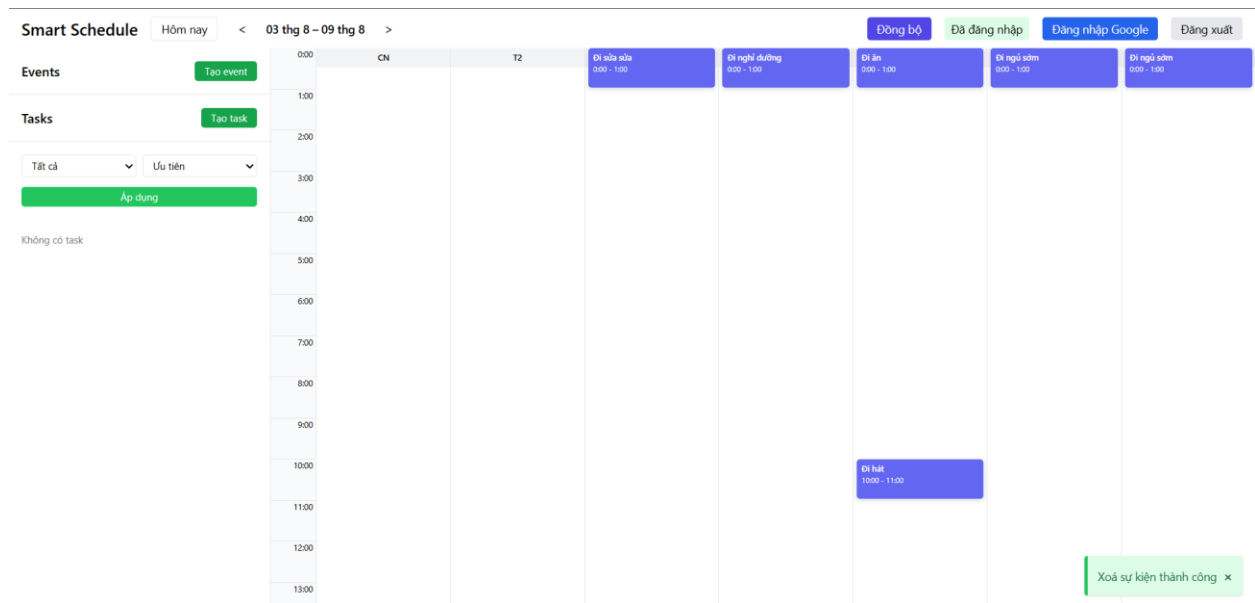 Smart Schedule Hôm nay < 03 thg 8 – 09 thg 8 > Đồng bộ Đã đăng nhập Đăng nhập Google Đăng xuất
Events Tạo event
Tasks Tạo task
Tất cả Ưu tiên
Áp dụng
Không có task
0:00 CN T2
Đi sửa sửa
0:00 - 1:00
Đi nghỉ dưỡng
0:00 - 1:00
Đi ăn
0:00 - 1:00
Đi ngủ sớm
0:00 - 1:00
Đi ngủ sớm
0:00 - 1:00
1:00
2:00
3:00
4:00
5:00
6:00
7:00
8:00
9:00
10:00
Đi hát
10:00 - 11:00
11:00
12:00
13:00
Xoá sự kiện thành công ×